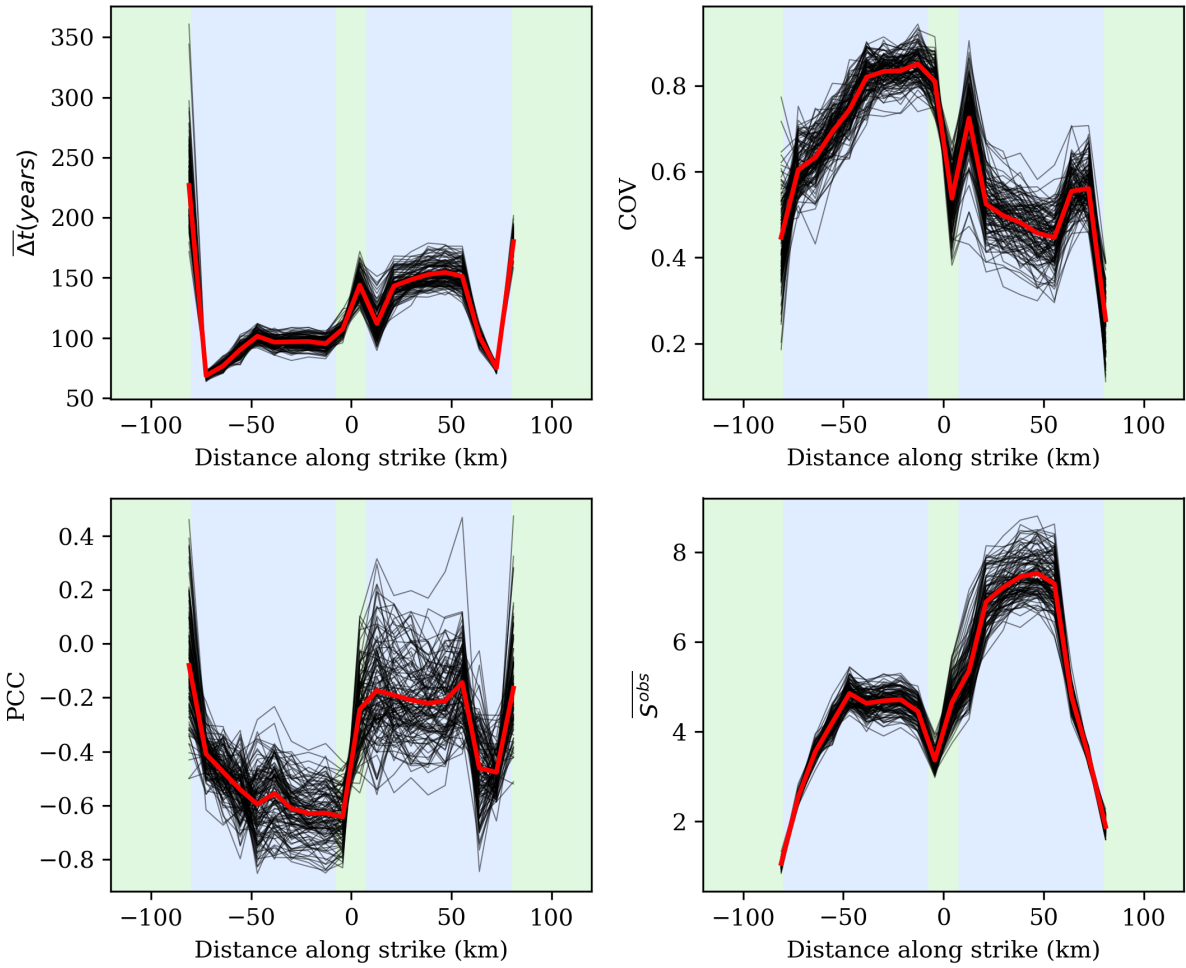 350
300
250
200
150
100
50
$\overline{\Delta t}$(years)
−100 −50 0 50 100
Distance along strike (km)
0.8
0.6
0.4
0.2
COV
−100 −50 0 50 100
Distance along strike (km)
0.4
0.2
0.0
−0.2
−0.4
−0.6
−0.8
PCC
−100 −50 0 50 100
Distance along strike (km)
8
6
4
2
$\overline{S^{obs}}$
−100 −50 0 50 100
Distance along strike (km)